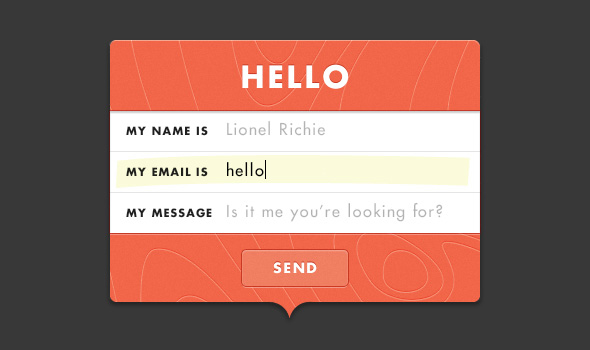 HELLO
MY NAME IS Lionel Richie
MY EMAIL IS hello
MY MESSAGE Is it me you're looking for?
SEND